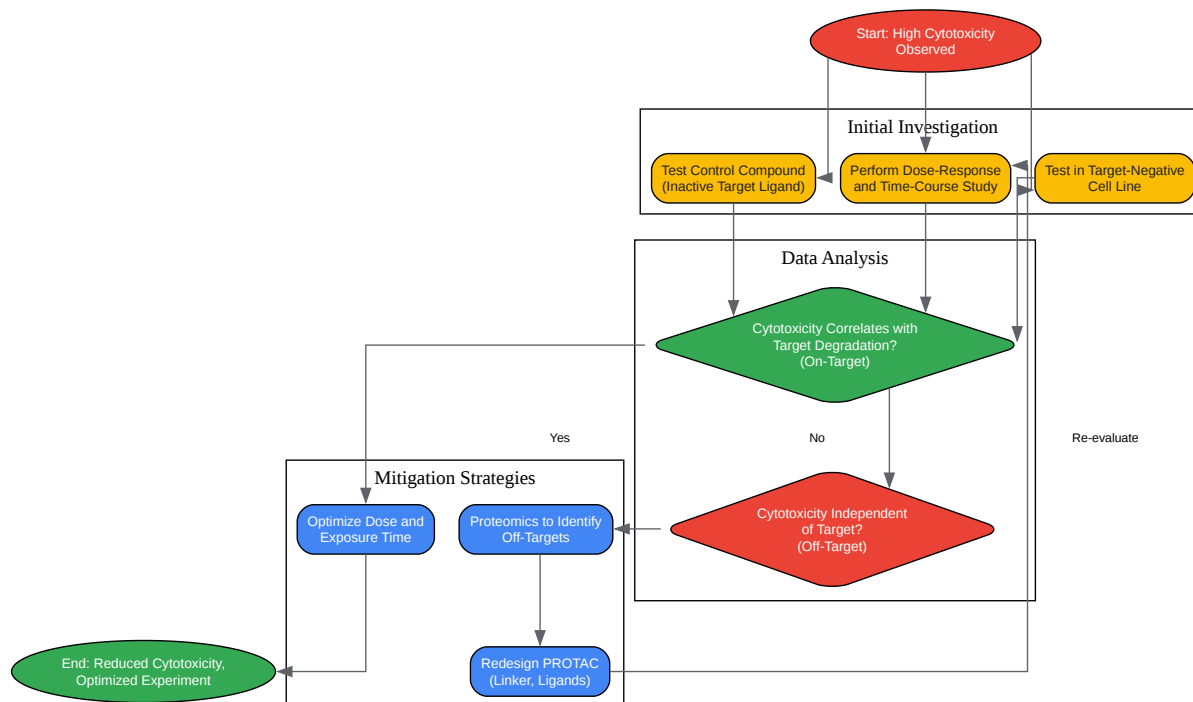 Start: High Cytotoxicity
Observed
Initial Investigation
Test Control Compound
(Inactive Target Ligand)
Perform Dose-Response
and Time-Course Study
Test in Target-Negative
Cell Line
Data Analysis
Cytotoxicity Correlates with
Target Degradation?
(On-Target)
Yes
No
Re-evaluate
Mitigation Strategies
Optimize Dose and
Exposure Time
Proteomics to Identify
Off-Targets
Cytotoxicity Independent
of Target?
(Off-Target)
End: Reduced Cytotoxicity,
Optimized Experiment
Redesign PROTAC
(Linker, Ligands)